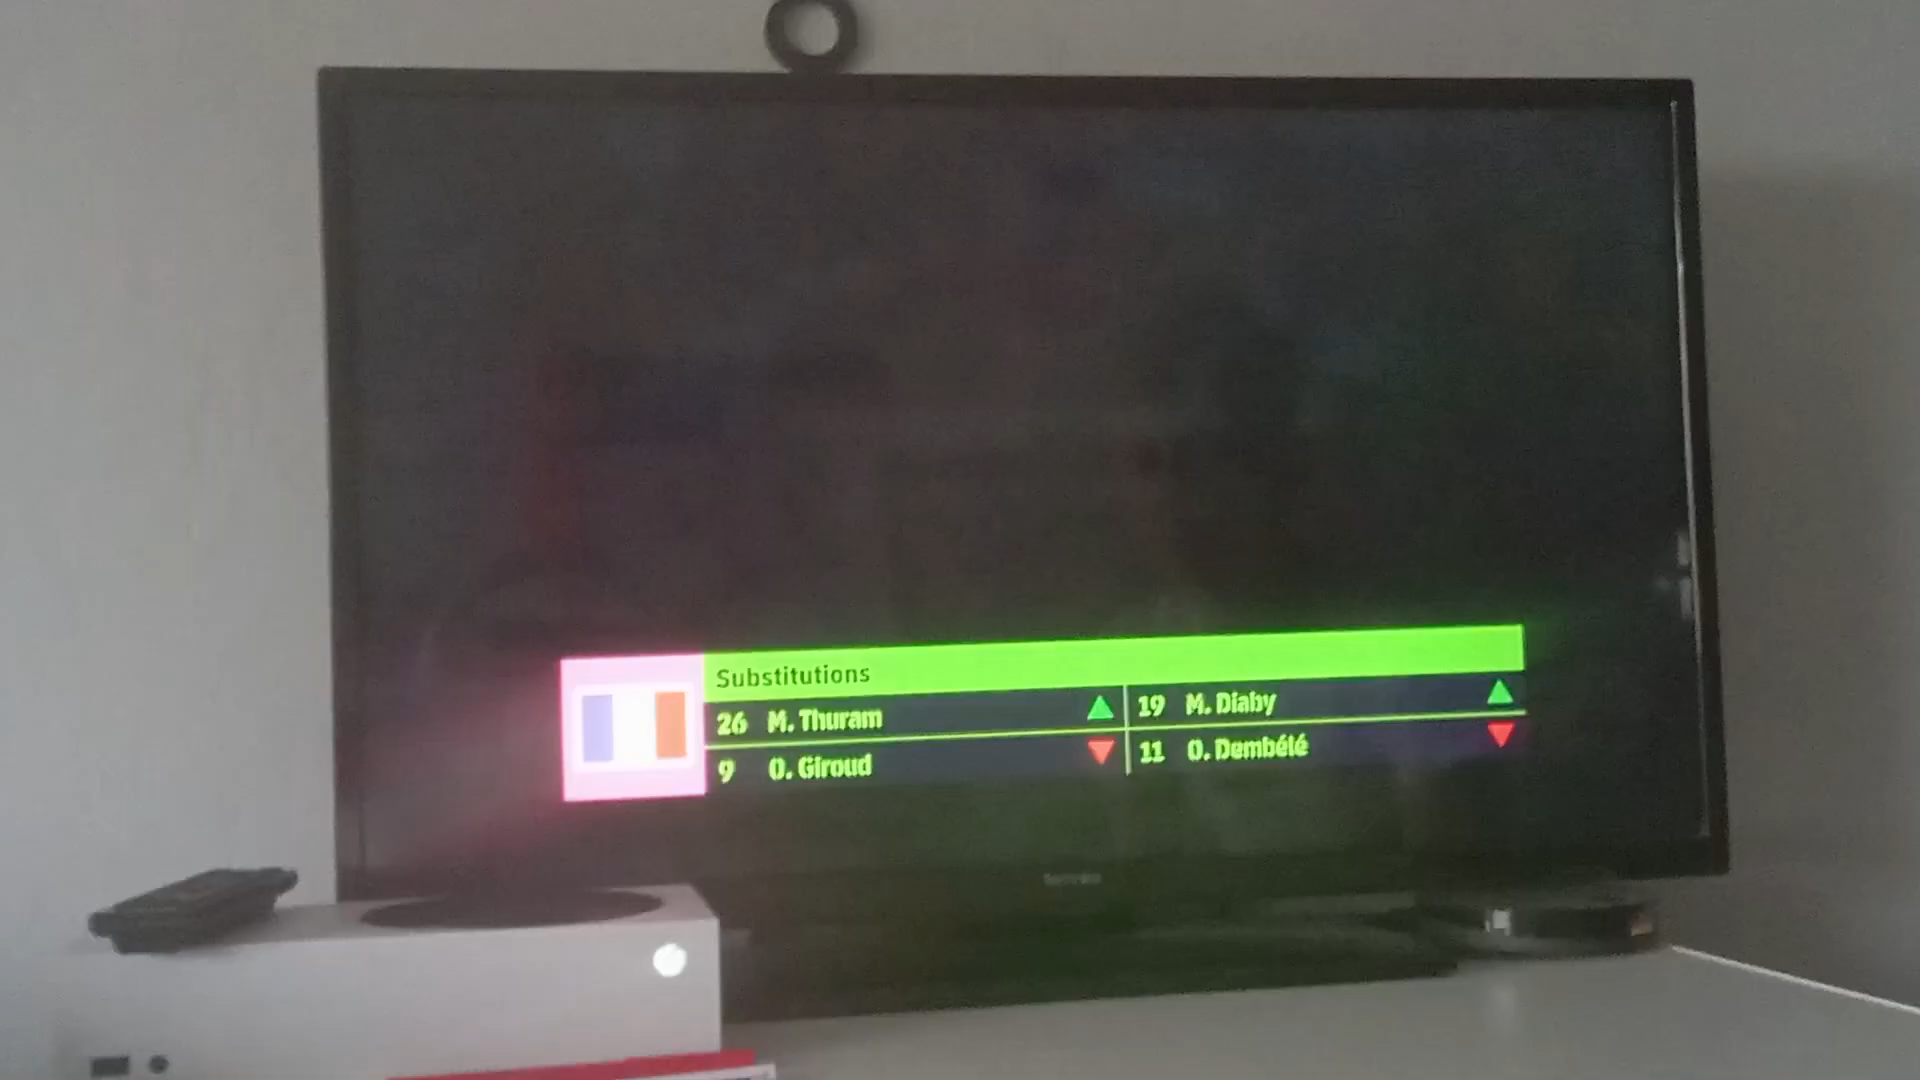 Substitutions
26 M. Thuram
9 O. Giroud
19 M. Diaby
11 O. Dembélé